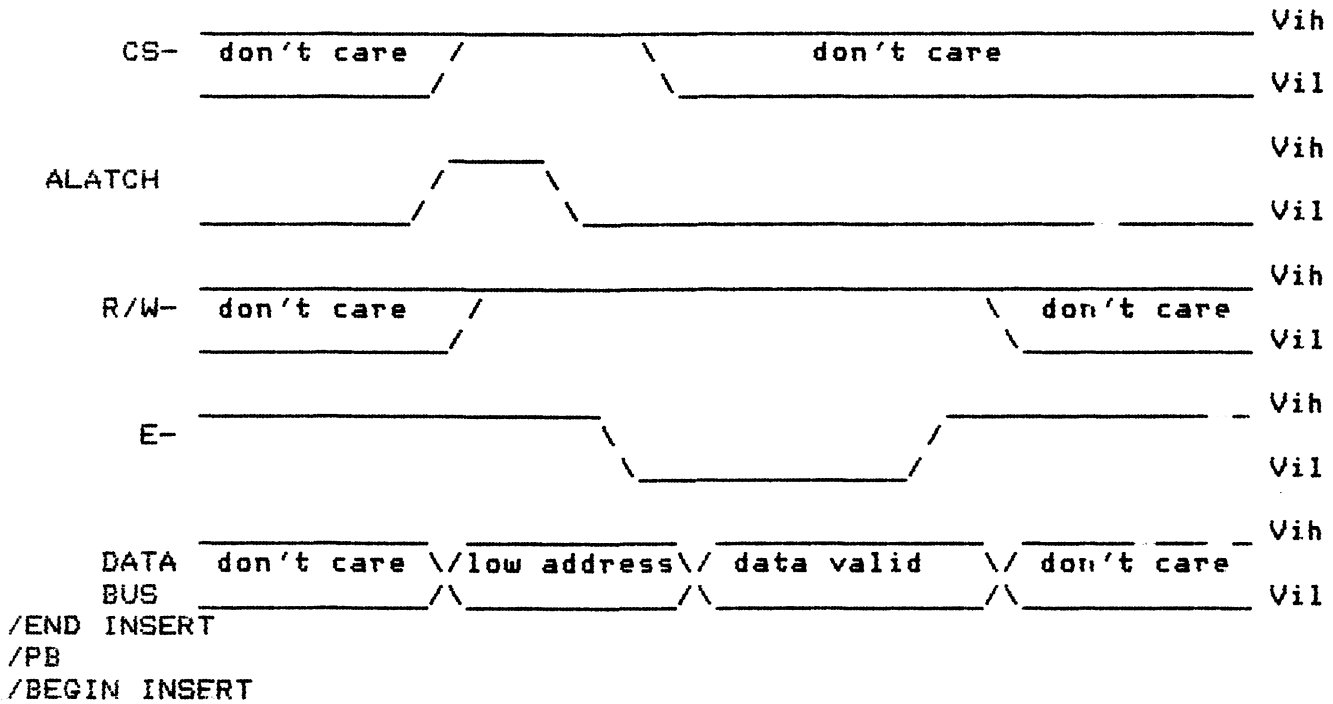 Vih
CS- don't care don't care
Vil
Vih
ALATCH
Vil
Vih
R/W- don't care don't care
Vil
Vih
E-
Vil
Vih
DATA don't care low address data valid don't care
BUS Vil
/END INSERT
/PB
/BEGIN INSERT